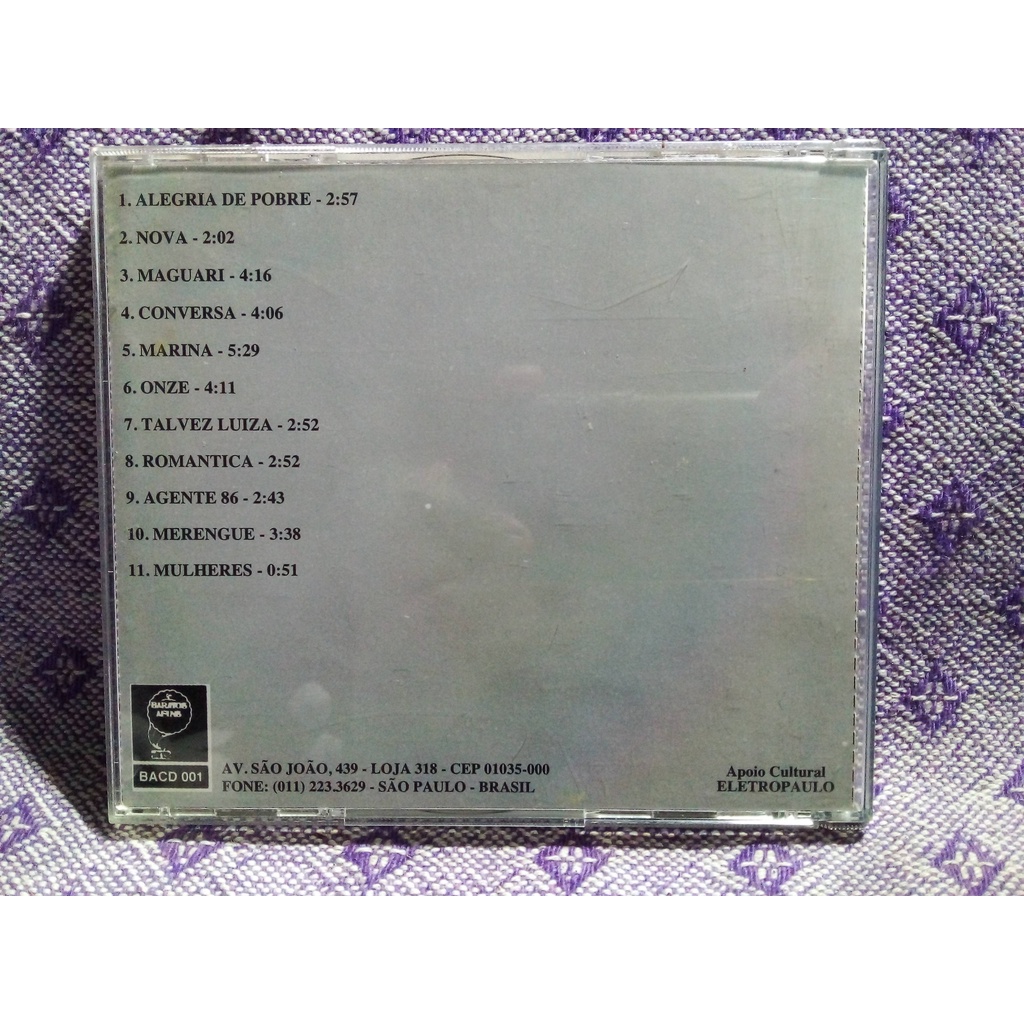 1. ALEGRIA DE POBRE - 2:57
2. NOVA - 2:02
3. MAGUARI - 4:16
4. CONVERSA - 4:06
5. MARINA - 5:29
6. ONZE - 4:11
7. TALVEZ LUIZA - 2:52
8. ROMANTICA - 2:52
9. AGENTE 86 - 2:43
10. MERENGUE - 3:38
11. MULHERES - 0:51
BARATOS
AFINS
BACD 001
AV. SÃO JOÃO, 439 - LOJA 318 - CEP 01035-000
FONE: (011) 223.3629 - SÃO PAULO - BRASIL
Apoio Cultural
ELETROPAULO